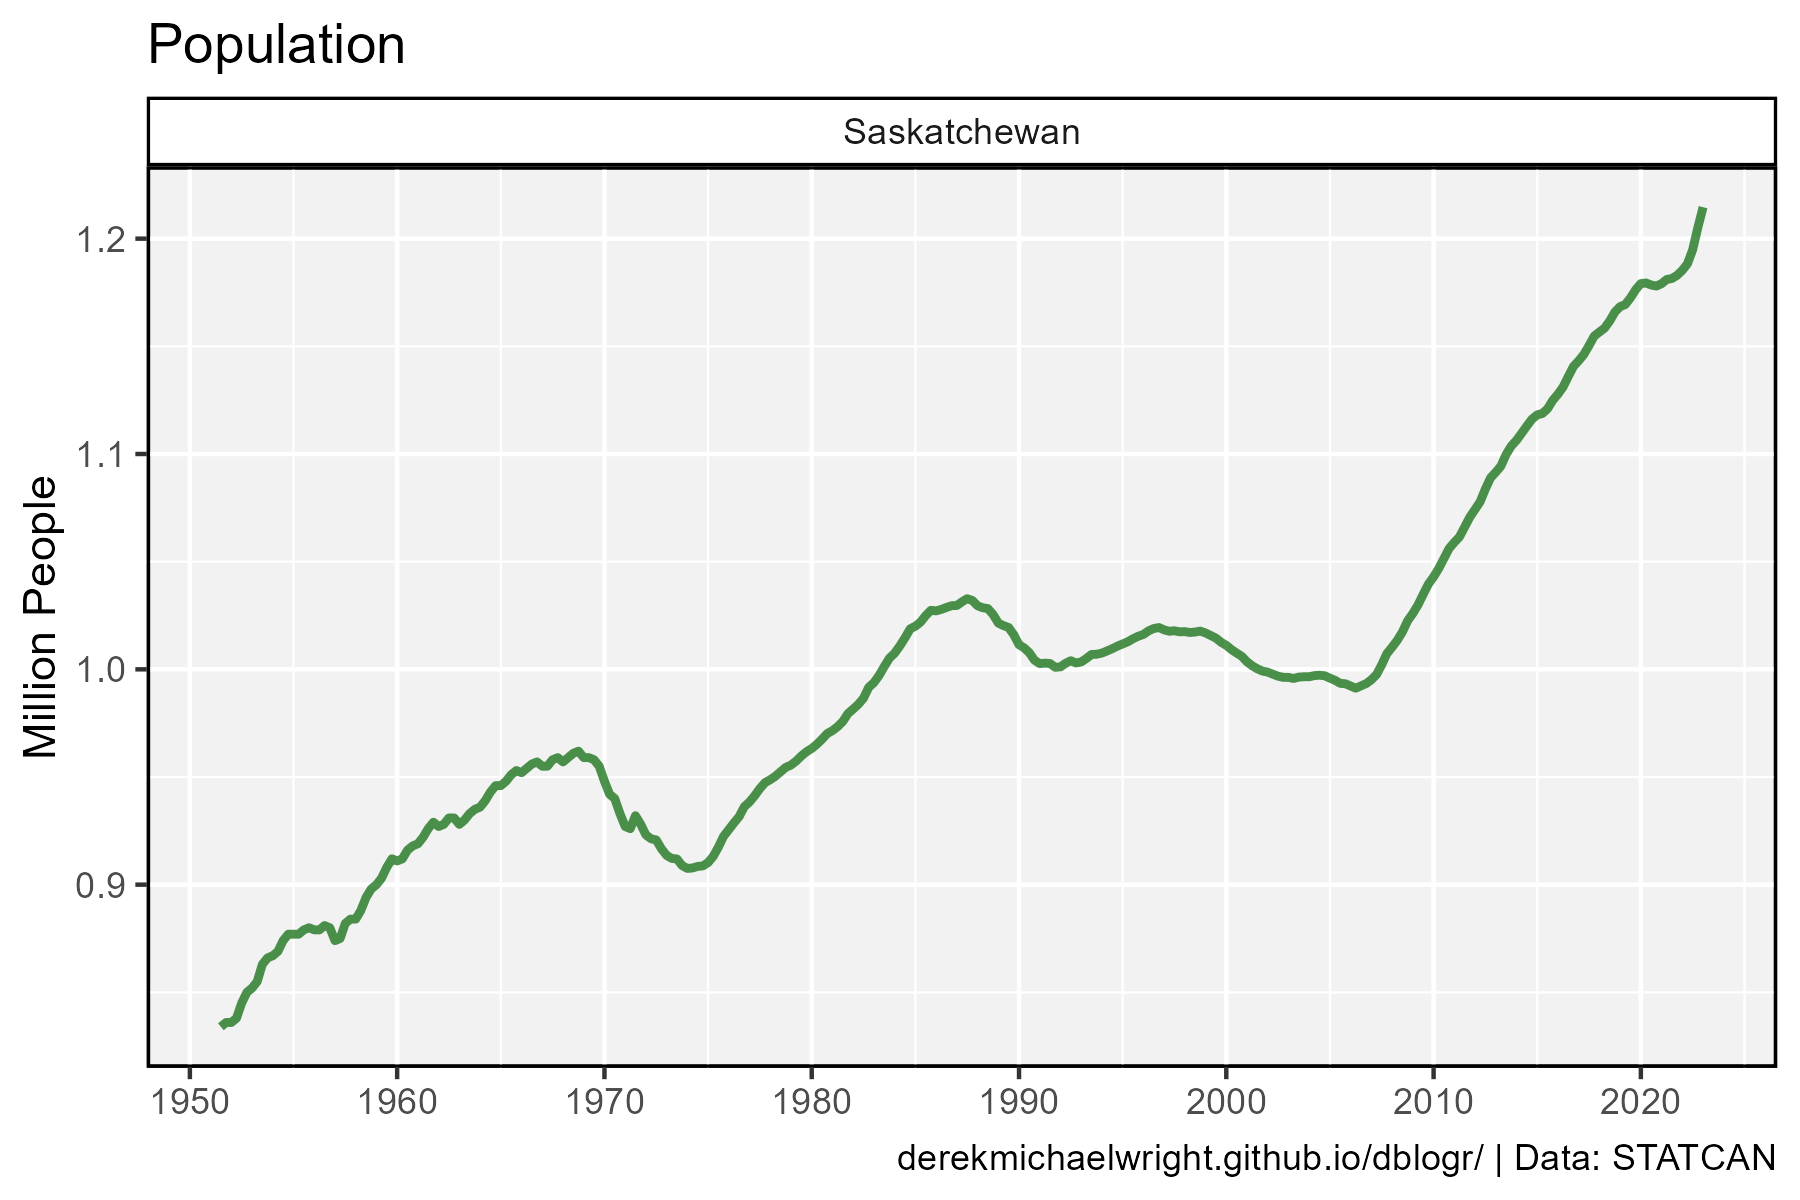 Population
Saskatchewan
Million People
1.2
1.1
1.0
0.9
1950 1960 1970 1980 1990 2000 2010 2020
derekmichaelwright.github.io/dblogr/ | Data: STATCAN